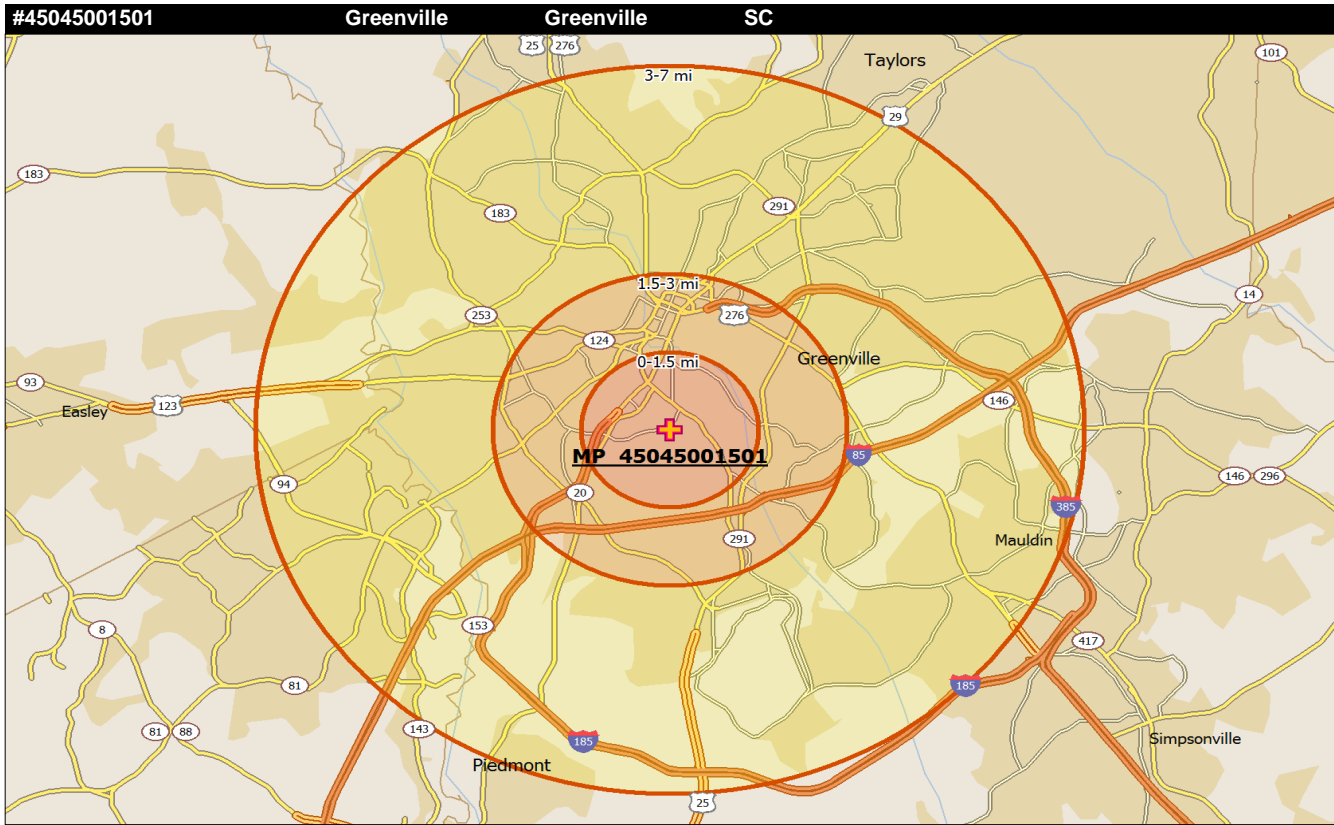 #45045001501 Greenville Greenville SC
25 276
101
Taylors
3-7 mi
29
183
291
183
1.5-3 mi
14
253
276
124
Greenville
0-1.5 mi
93
123
146
Easley
MP 45045001501
85
94
20
146 296
385
291
Mauldin
8
153
417
81
185
143
81 88
185
Simpsonville
Piedmont
25